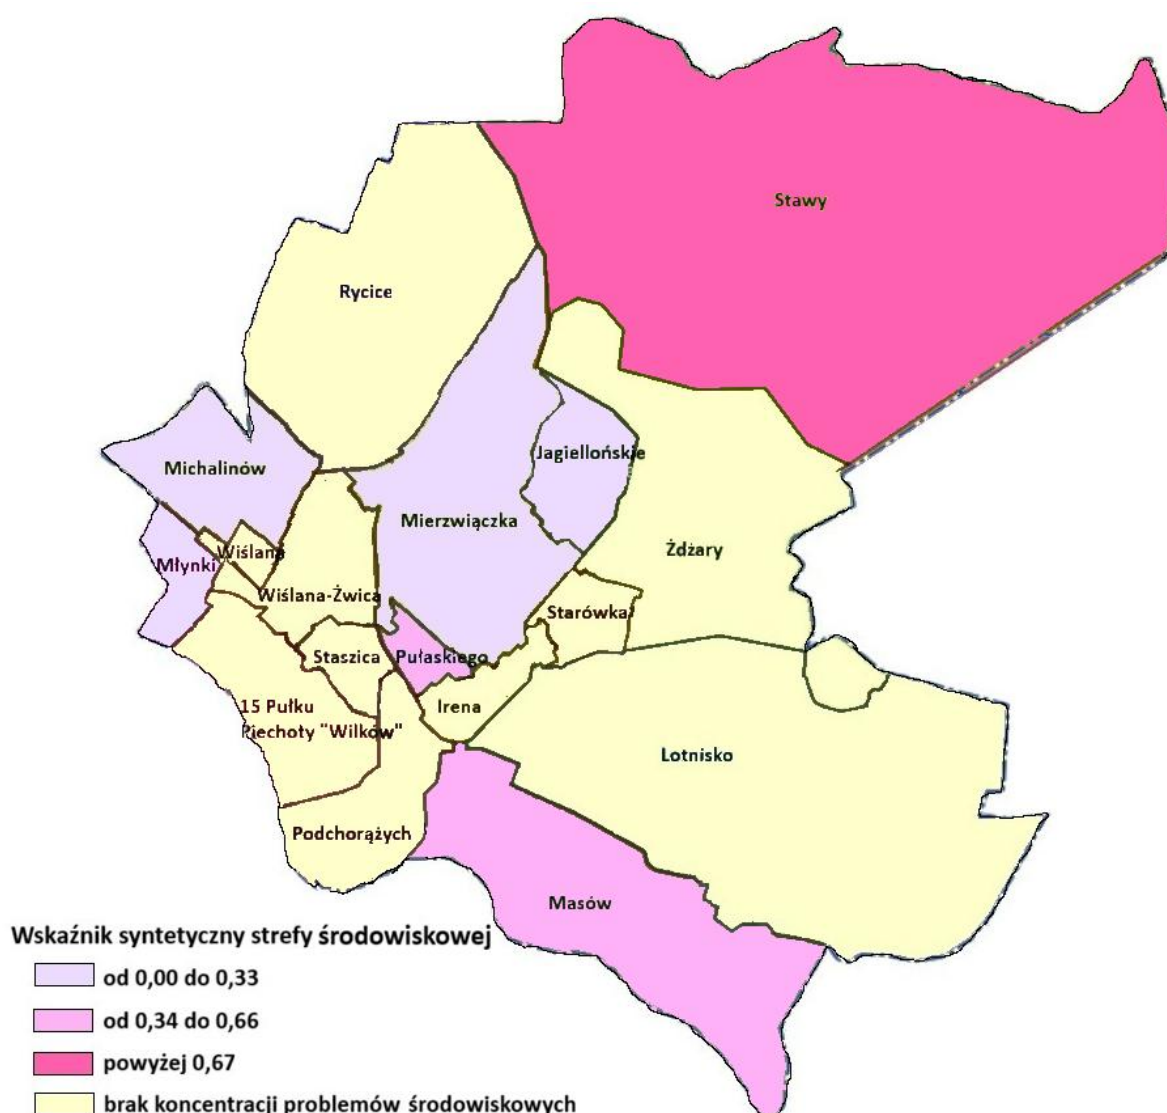 Stawy
Rycice
Jagiellońskie
Michalinów
Mierzwiączka
Wiślana
Żdżary
Młynki
Wiślana-Żwica
Starówka
Staszica
Pułaskiego
15 Pułku
Piechoty "Wilków"
Irena
Lotnisko
Podchorążych
Masów
Wskaźnik syntetyczny strefy środowiskowej
od 0,00 do 0,33
od 0,34 do 0,66
powyżej 0,67
brak koncentracji problemów środowiskowych